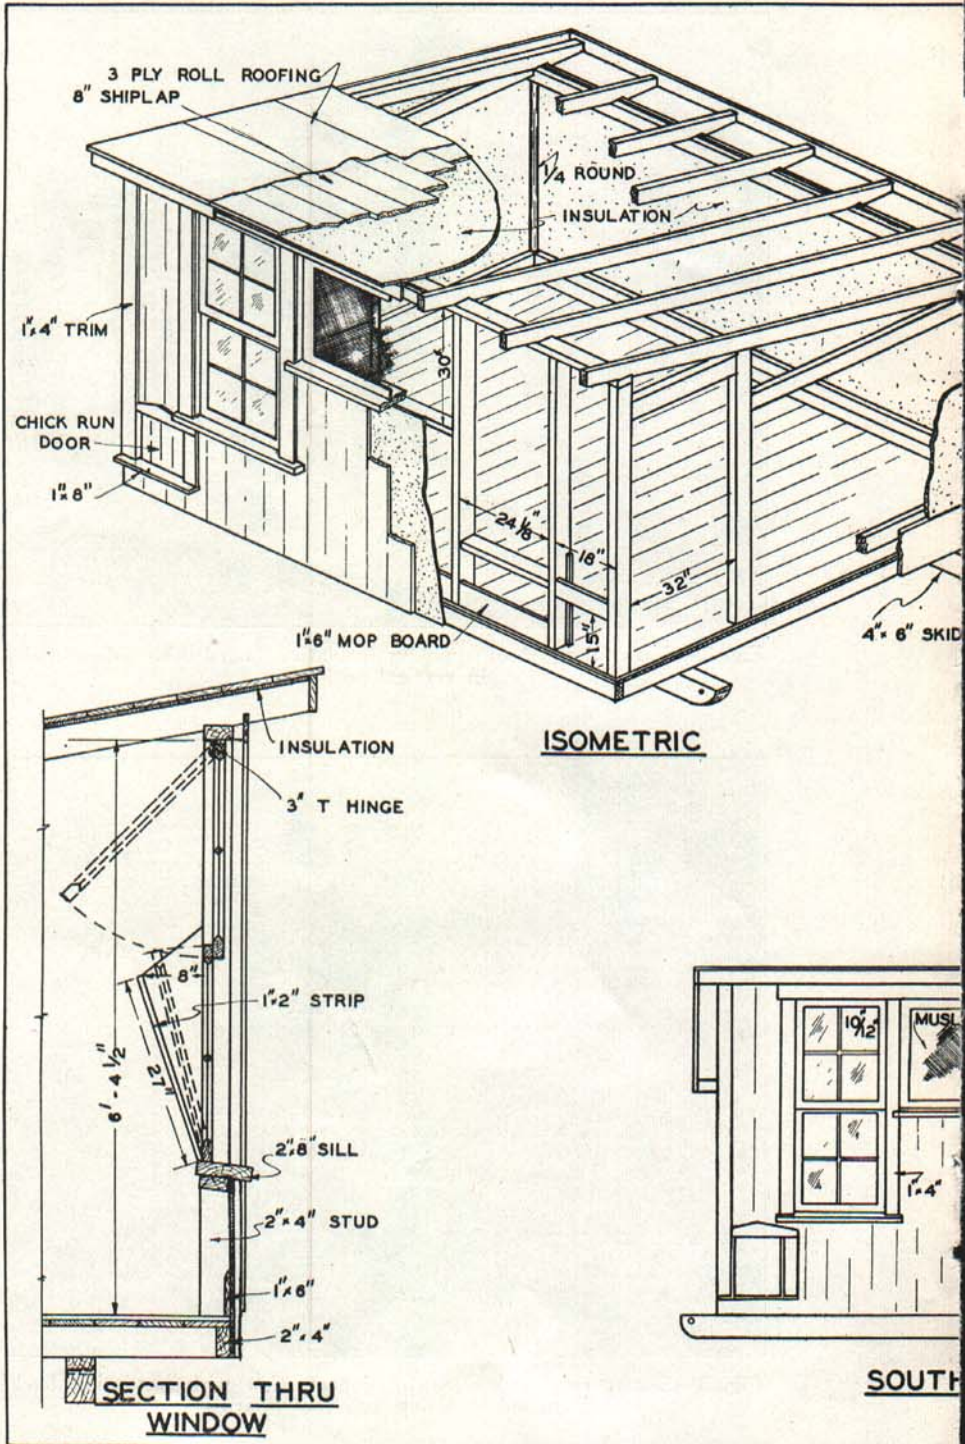 3 PLY ROLL ROOFING
8" SHIPLAP
1/4 ROUND
INSULATION
1"x4" TRIM
30"
CHICK RUN
DOOR
1"x8"
24 1/8"
18"
32"
15"
1"x6" MOP BOARD
4"x 6" SKID
ISOMETRIC
INSULATION
3" T HINGE
8"
1"x2" STRIP
6'-4 1/2"
27"
2"x8" SILL
2"x4" STUD
1"x6"
2"x4"
SECTION THRU
WINDOW
10"/12"
MUSL
1"x4"
SOUTH